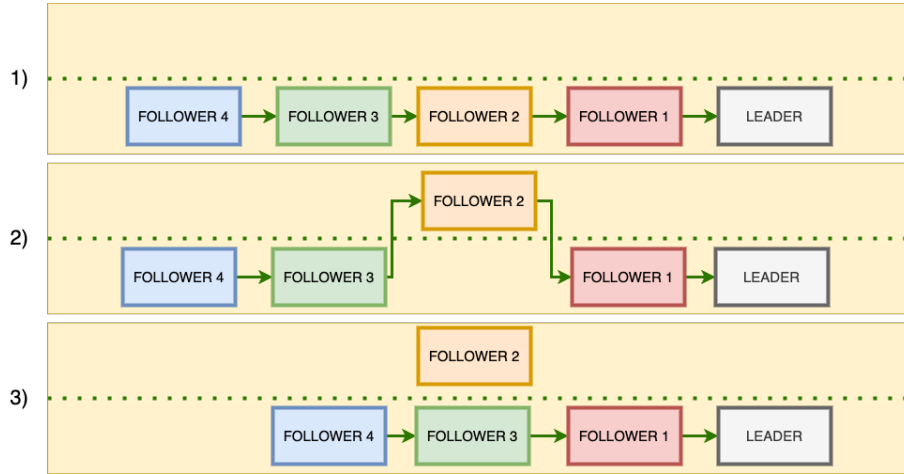 1)
FOLLOWER 4
FOLLOWER 3
FOLLOWER 2
FOLLOWER 1
LEADER
2)
FOLLOWER 2
FOLLOWER 4
FOLLOWER 3
FOLLOWER 1
LEADER
3)
FOLLOWER 2
FOLLOWER 4
FOLLOWER 3
FOLLOWER 1
LEADER